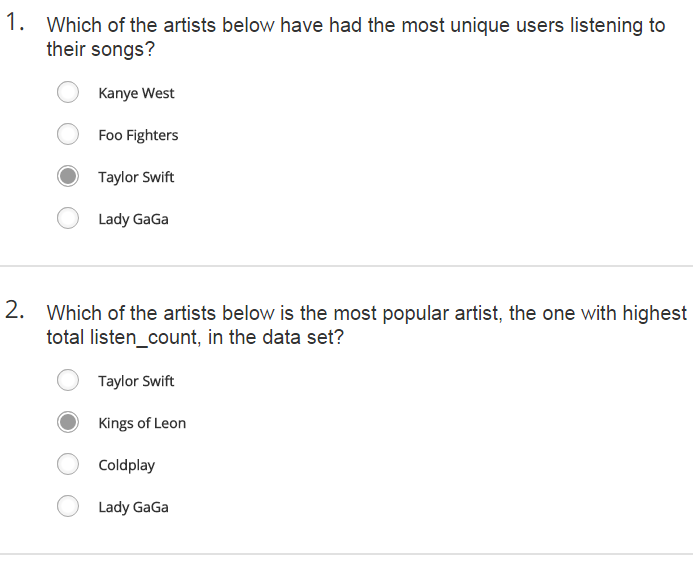 1. Which of the artists below have had the most unique users listening to
their songs?
Kanye West
Foo Fighters
Taylor Swift
Lady GaGa
2. Which of the artists below is the most popular artist, the one with highest
total listen_count, in the data set?
Taylor Swift
Kings of Leon
Coldplay
Lady GaGa